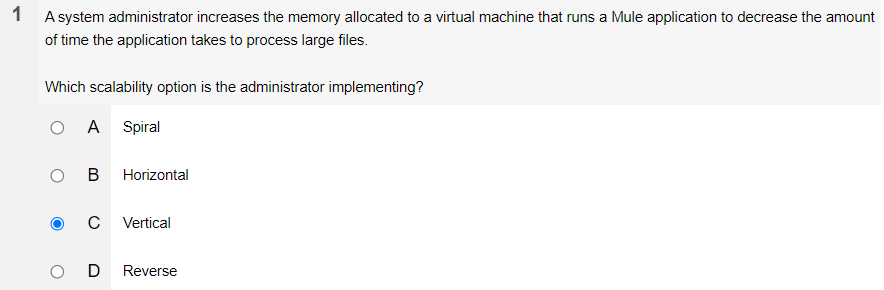 1 A system administrator increases the memory allocated to a virtual machine that runs a Mule application to decrease the amount
of time the application takes to process large files.
Which scalability option is the administrator implementing?
A Spiral
B Horizontal
C Vertical
D Reverse